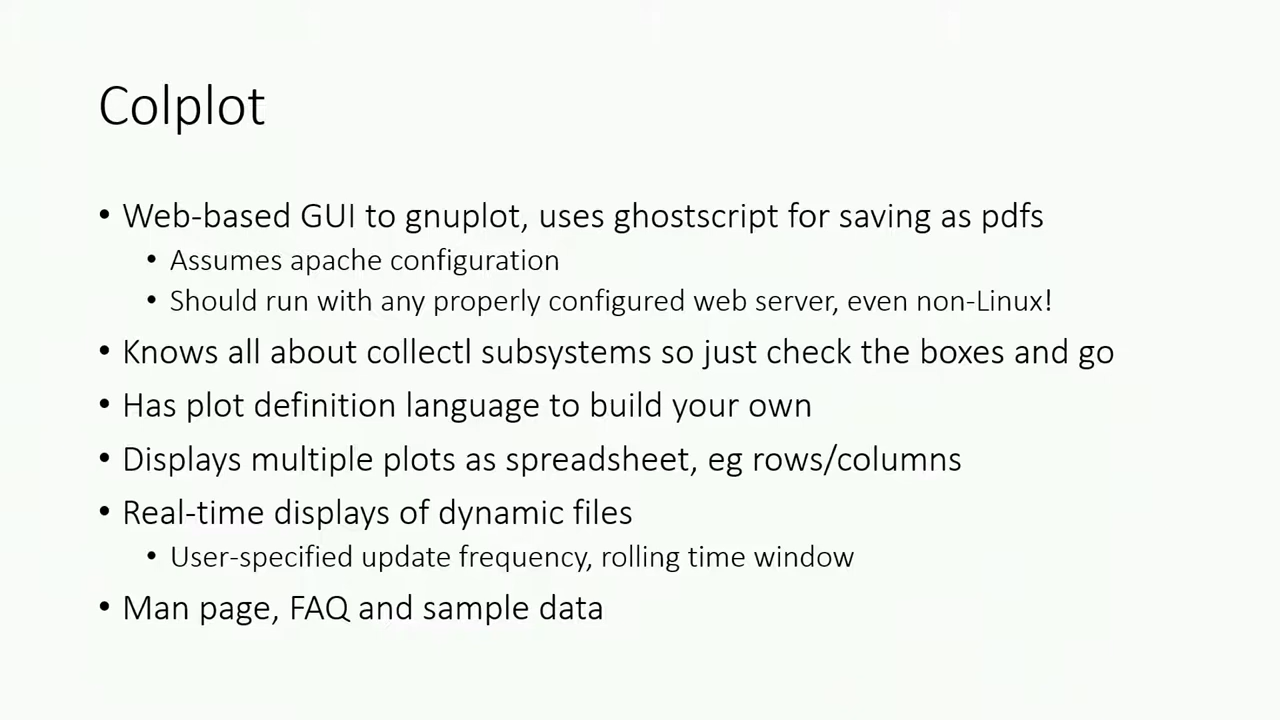 Colplot
• Web-based GUI to gnuplot, uses ghostscript for saving as pdfs
• Assumes apache configuration
• Should run with any properly configured web server, even non-Linux!
• Knows all about collectl subsystems so just check the boxes and go
• Has plot definition language to build your own
• Displays multiple plots as spreadsheet, eg rows/columns
• Real-time displays of dynamic files
• User-specified update frequency, rolling time window
• Man page, FAQ and sample data